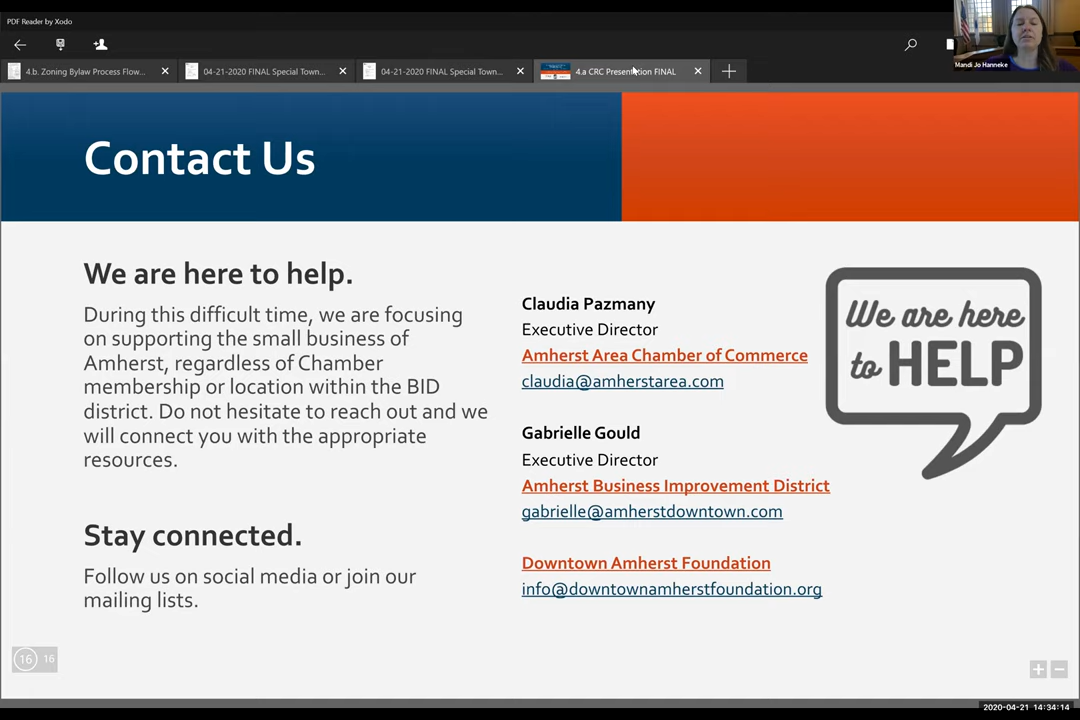 PDF Reader by Xodo
Mandi Jo Hanneke
4.b. Zoning Bylaw Process Flow...
04-21-2020 FINAL Special Town...
04-21-2020 FINAL Special Town...
4.a CRC Presentation FINAL
Contact Us
We are here to help.
During this difficult time, we are focusing
on supporting the small business of
Amherst, regardless of Chamber
membership or location within the BID
district. Do not hesitate to reach out and we
will connect you with the appropriate
resources.
Stay connected.
Follow us on social media or join our
mailing lists.
Claudia Pazmany
Executive Director
Amherst Area Chamber of Commerce
claudia@amherstarea.com
Gabrielle Gould
Executive Director
Amherst Business Improvement District
gabrielle@amherstdowntown.com
Downtown Amherst Foundation
info@downtownamherstfoundation.org
We are here
to HELP
16 16
2020-04-21 14:34:14